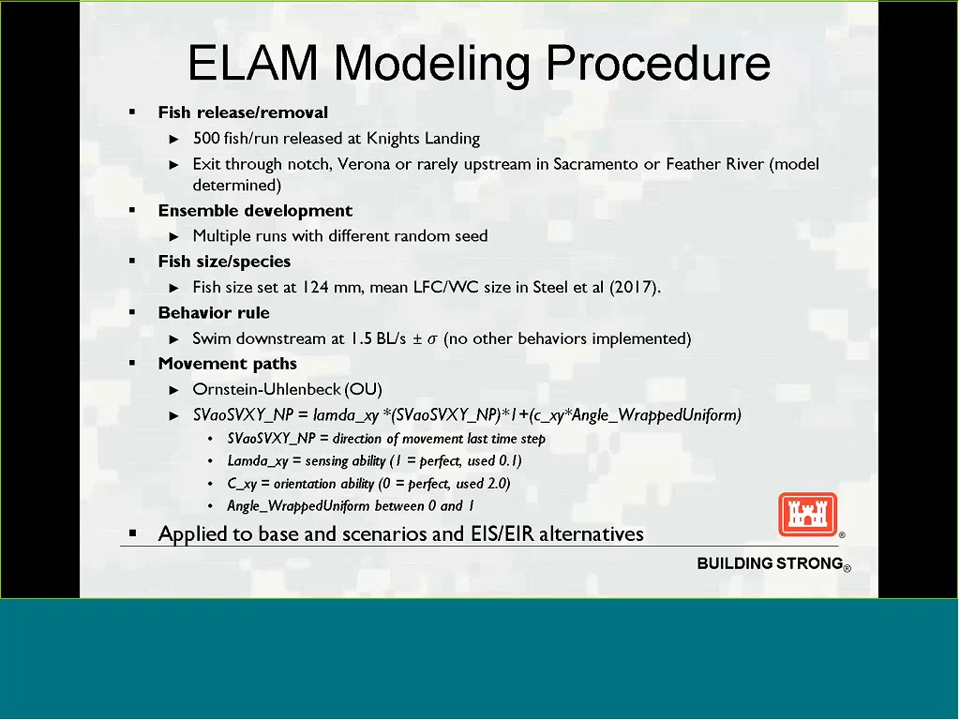 ELAM Modeling Procedure
▪ Fish release/removal
► 500 fish/run released at Knights Landing
► Exit through notch, Verona or rarely upstream in Sacramento or Feather River (model
determined)
▪ Ensemble development
► Multiple runs with different random seed
▪ Fish size/species
► Fish size set at 124 mm, mean LFC/WC size in Steel et al (2017).
▪ Behavior rule
► Swim downstream at 1.5 BL/s ± σ (no other behaviors implemented)
▪ Movement paths
► Ornstein-Uhlenbeck (OU)
► SVaoSVXY_NP = lamda_xy *(SVaoSVXY_NP)*1+(c_xy*Angle_WrappedUniform)
• SVaoSVXY_NP = direction of movement last time step
• Lamda_xy = sensing ability (1 = perfect, used 0.1)
• C_xy = orientation ability (0 = perfect, used 2.0)
• Angle_WrappedUniform between 0 and 1
▪ Applied to base and scenarios and EIS/EIR alternatives
®
BUILDING STRONG®